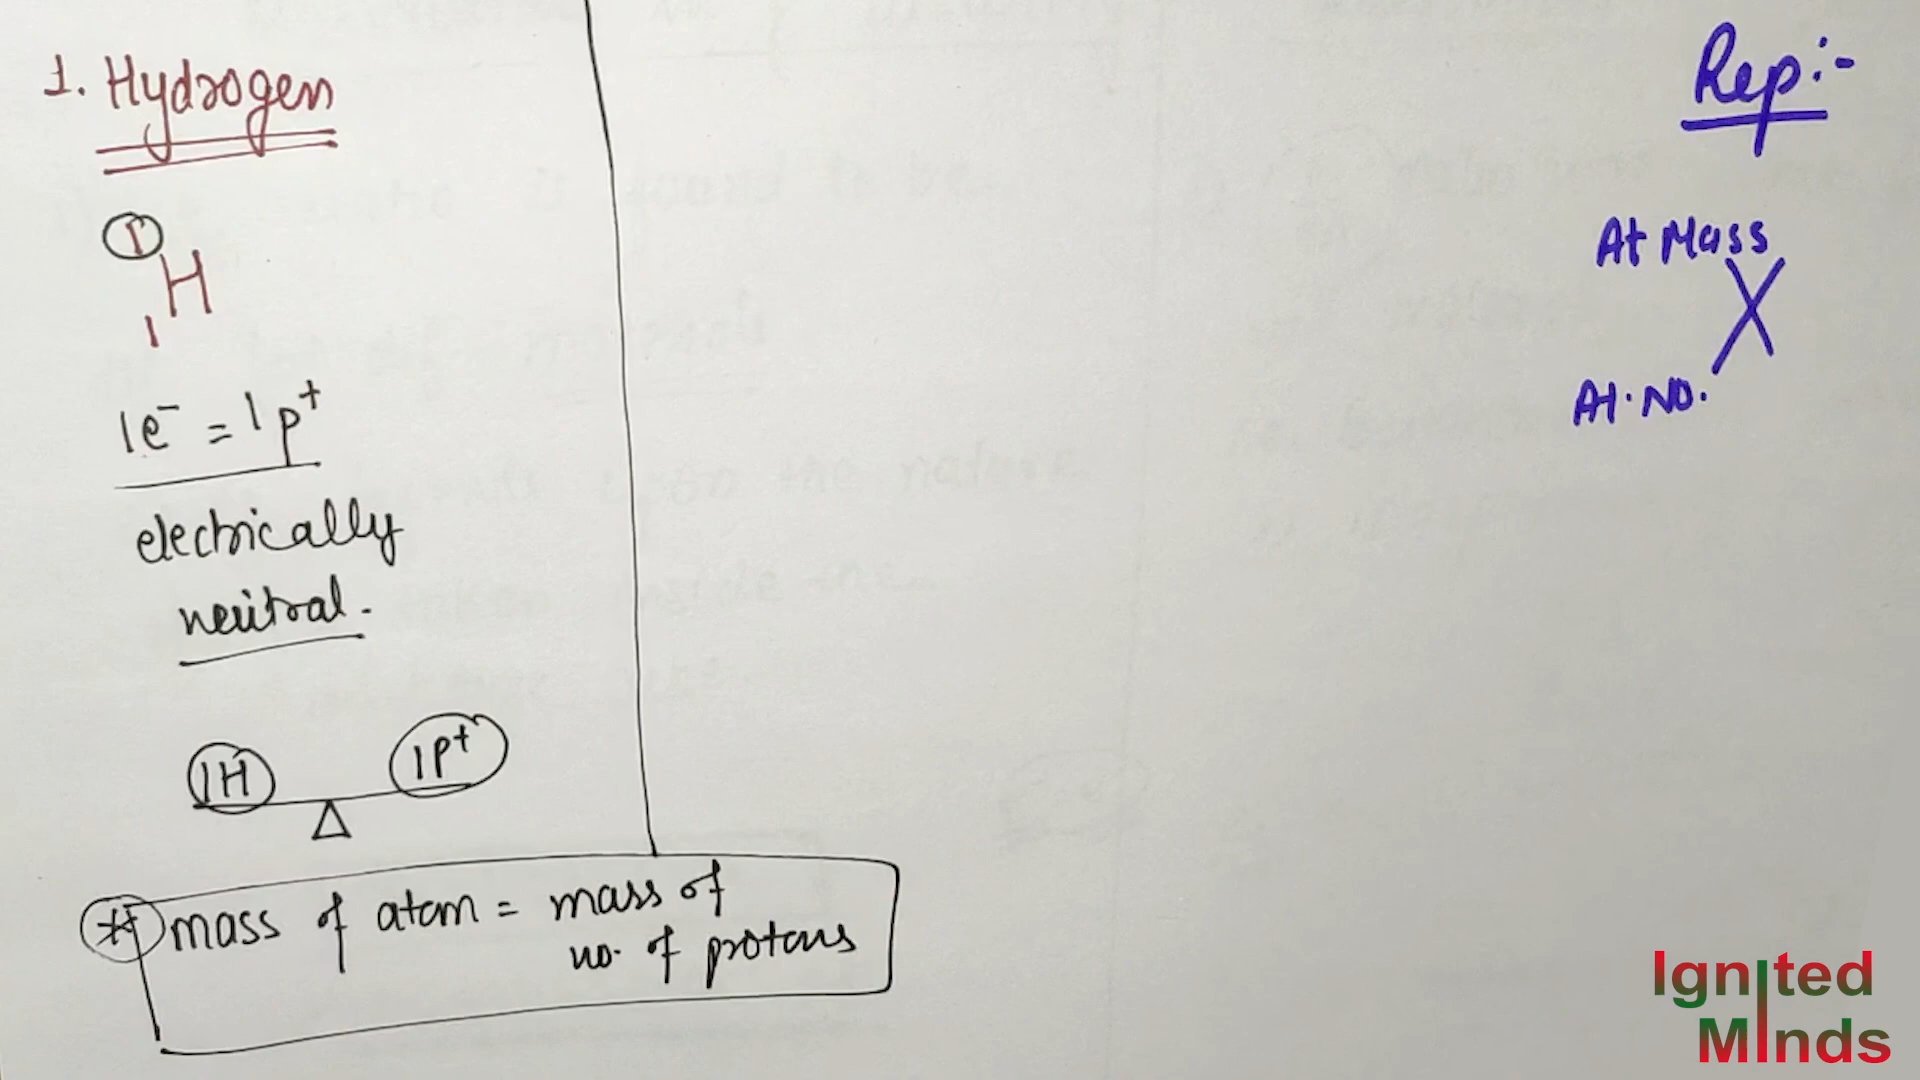 1. Hydrogen
1
H
1
1e⁻ = 1p⁺
electrically
neutral.
1H
1P⁺
* mass of atom = mass of
no. of protons
Rep:-
At Mass
X
At. No.
Ignited
Minds